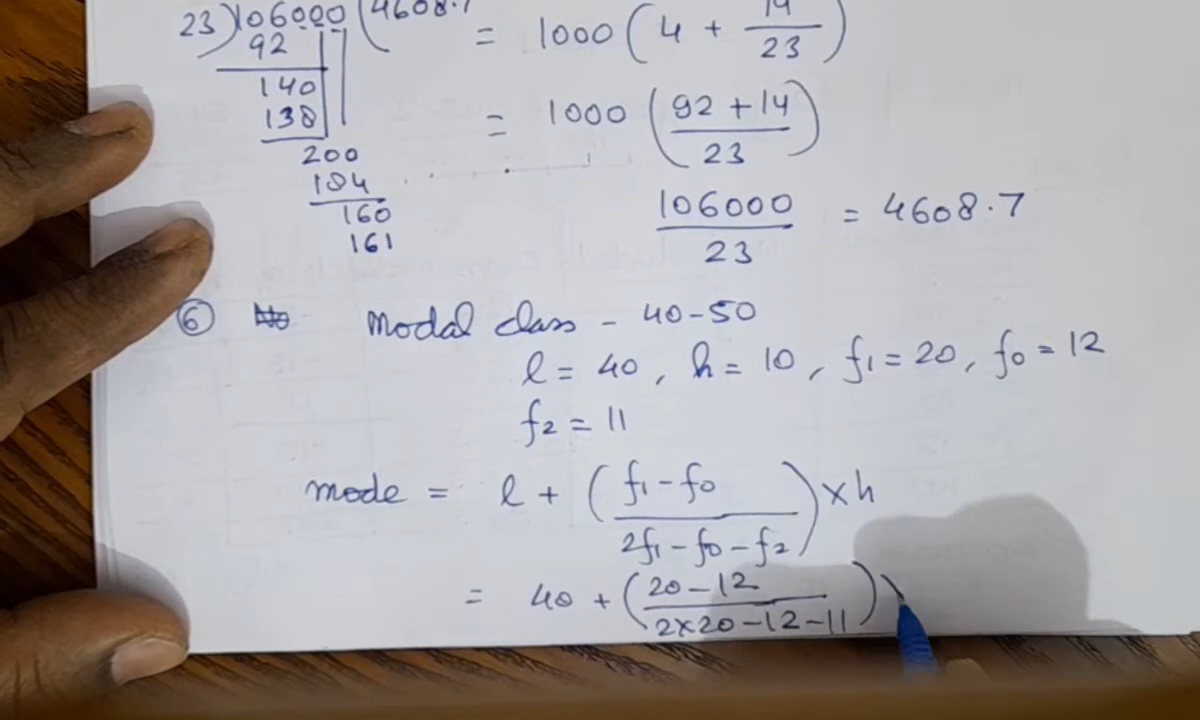 23)106000(4608.7
92
140
138
200
184
160
161
= 1000 (4 + 14/23)
= 1000 (92 + 14/23)
106000/23 = 4608.7
⑥ Modal class - 40-50
l = 40, h = 10, f1 = 20, f0 = 12
f2 = 11
mode = l + (f1 - f0/2f1 - f0 - f2) × h
= 40 + (20 - 12/2×20 - 12 - 11)